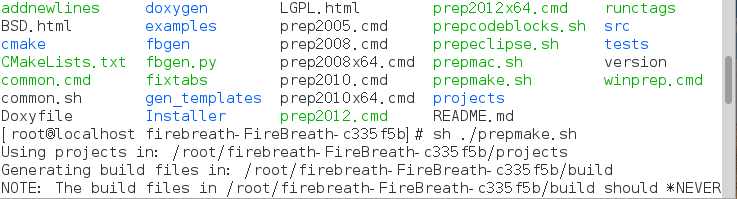 addnewlines doxygen LGPL.html prep2012x64.cmd runctags
BSD.html examples prep2005.cmd prepcodeblocks.sh src
cmake fbgen prep2008.cmd prepeclipse.sh tests
CMakeLists.txt fbgen.py prep2008x64.cmd prepmac.sh version
common.cmd fixtabs prep2010.cmd prepmake.sh winprep.cmd
common.sh gen_templates prep2010x64.cmd projects
Doxyfile Installer prep2012.cmd README.md
[root@localhost firebreath-FireBreath-c335f5b]# sh ./prepmake.sh
Using projects in: /root/firebreath-FireBreath-c335f5b/projects
Generating build files in: /root/firebreath-FireBreath-c335f5b/build
NOTE: The build files in /root/firebreath-FireBreath-c335f5b/build should *NEVER